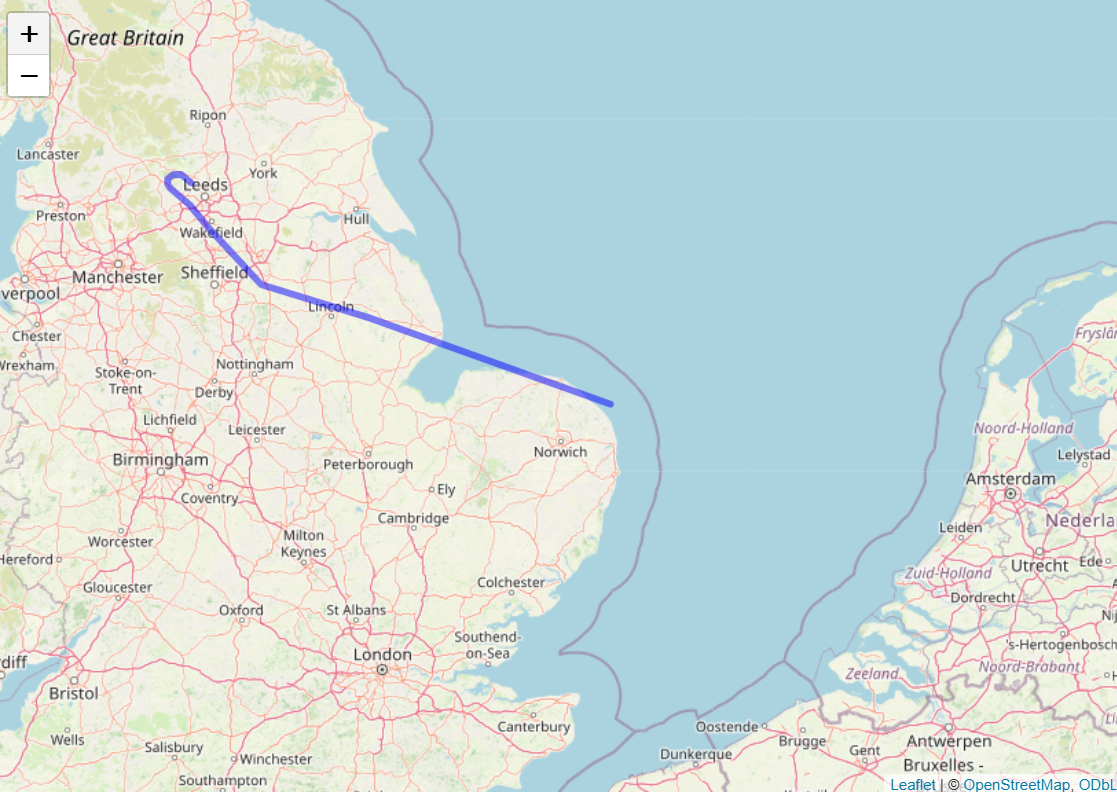 +
−
Great Britain
Ripon
Lancaster
York
Leeds
Preston
Hull
Wakefield
Manchester
Sheffield
verpool
Lincoln
Chester
Wrexham
Nottingham
Stoke-on-
Trent
Derby
Lichfield
Leicester
Birmingham
Peterborough
Norwich
Coventry
Ely
Cambridge
Worcester
Milton
Keynes
Hereford
Gloucester
Colchester
Oxford
St Albans
Southend-
on-Sea
London
diff
Bristol
Canterbury
Wells
Salisbury
Winchester
Southampton
Fryslân
Noord-Holland
Lelystad
Amsterdam
Leiden
Nederla
Utrecht
Ede
Zuid-Holland
Dordrecht
Nij
's-Hertogenbosch
Noord-Brabant
Zeeland
Oostende
Brugge
Antwerpen
Dunkerque
Gent
Bruxelles -
Leaflet | © OpenStreetMap, ODbL